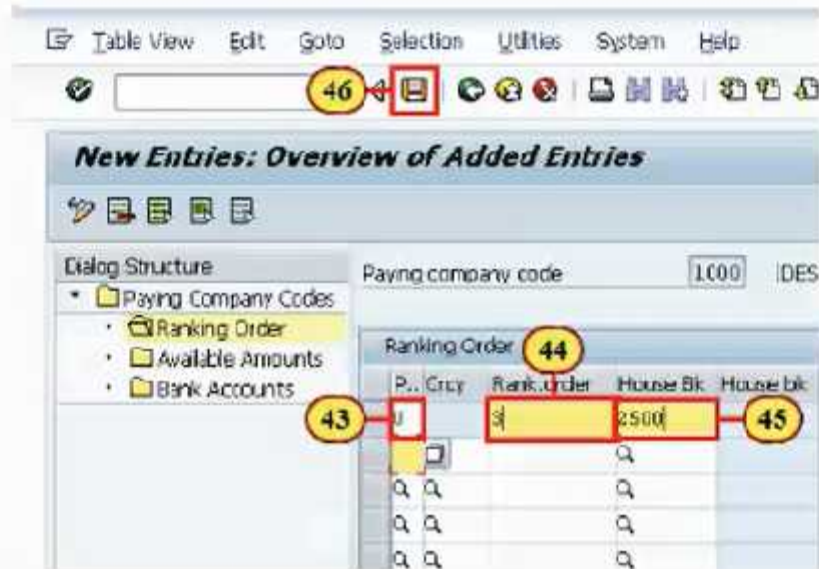 Table View Edit Goto Selection Utilities System Help
46
New Entries: Overview of Added Entries
Dialog Structure
Paying Company Codes
Ranking Order
Available Amounts
Bank Accounts
Paying company code 1000 IDES
Ranking Order 44
P.. Crcy Rank.order House Bk House bk
43 2500 45